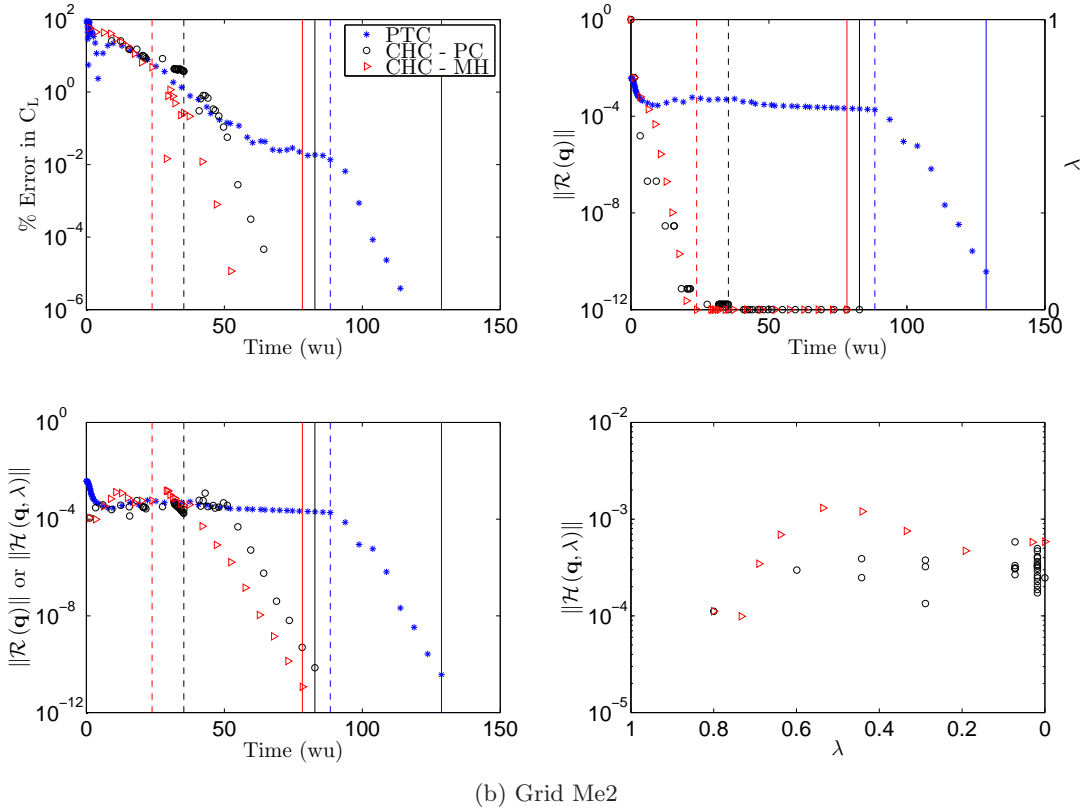 10^2
10^0
10^-2
10^-4
10^-6
% Error in C_L
0 50 100 150
Time (wu)
PTC
CHC - PC
CHC - MH
10^0
10^-4
10^-8
10^-12
||R(q)||
0 50 100 150
Time (wu)
1
0
λ
10^0
10^-4
10^-8
10^-12
||R(q)|| or ||H(q, λ)||
0 50 100 150
Time (wu)
10^-2
10^-3
10^-4
10^-5
||H(q, λ)||
1 0.8 0.6 0.4 0.2 0
λ
(b) Grid Me2